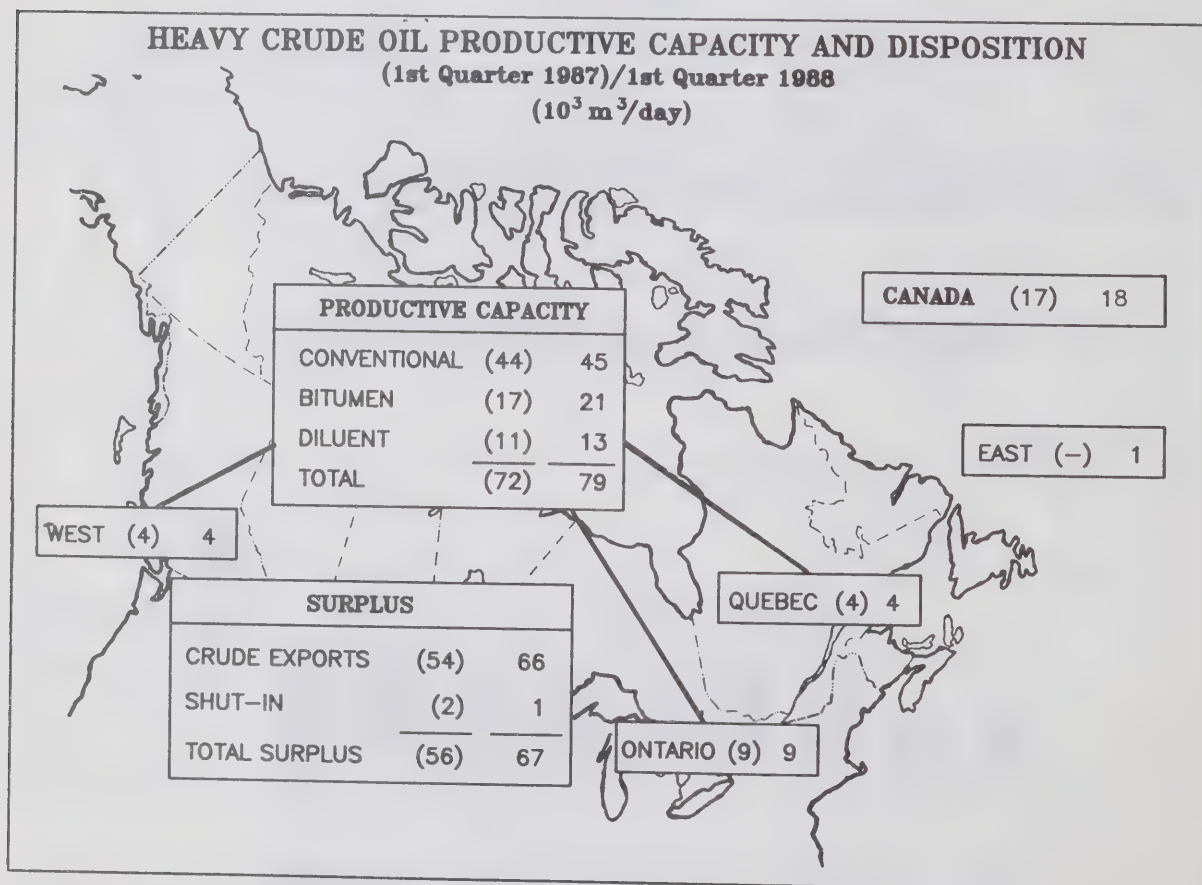 HEAVY CRUDE OIL PRODUCTIVE CAPACITY AND DISPOSITION
(1st Quarter 1987)/1st Quarter 1988
(10³ m³/day)
CANADA (17) 18
PRODUCTIVE CAPACITY
CONVENTIONAL (44) 45
BITUMEN (17) 21
DILUENT (11) 13
TOTAL (72) 79
EAST (–) 1
WEST (4) 4
QUEBEC (4) 4
SURPLUS
CRUDE EXPORTS (54) 66
SHUT–IN (2) 1
TOTAL SURPLUS (56) 67
ONTARIO (9) 9